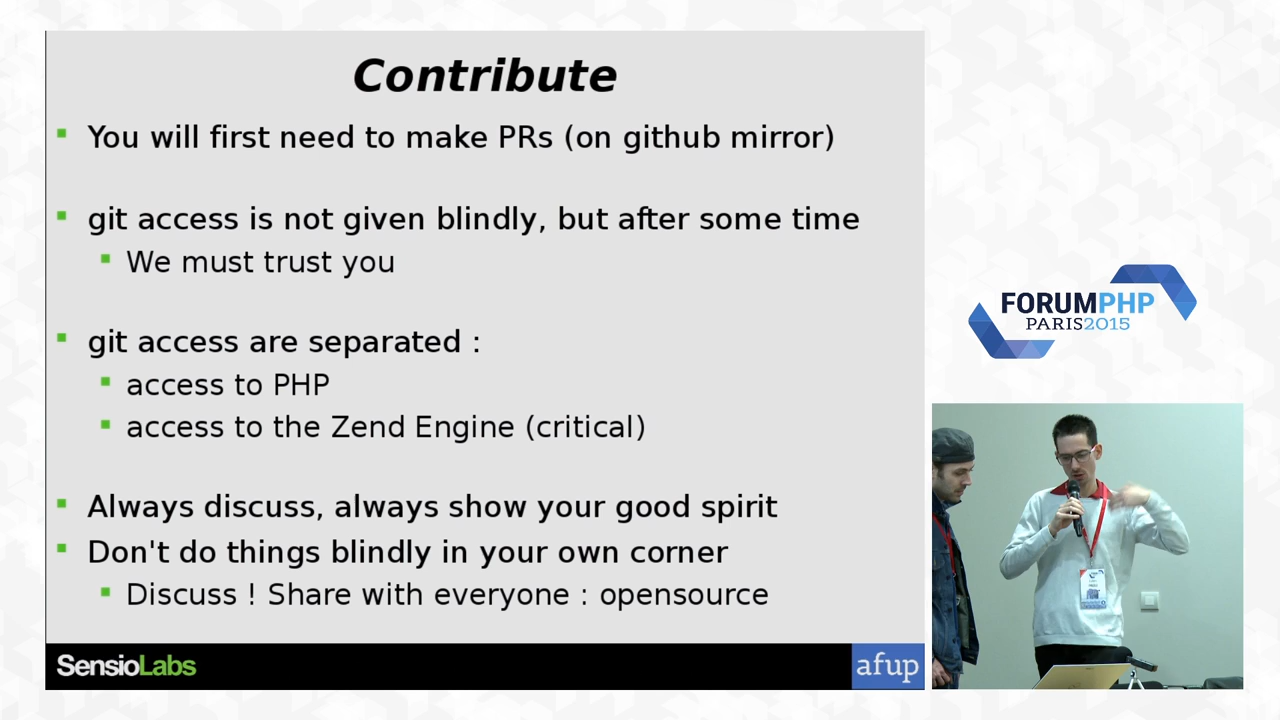 Contribute
You will first need to make PRs (on github mirror)
git access is not given blindly, but after some time
We must trust you
git access are separated :
access to PHP
access to the Zend Engine (critical)
Always discuss, always show your good spirit
Don't do things blindly in your own corner
Discuss ! Share with everyone : opensource
SensioLabs
afup
FORUMPHP
PARIS2015